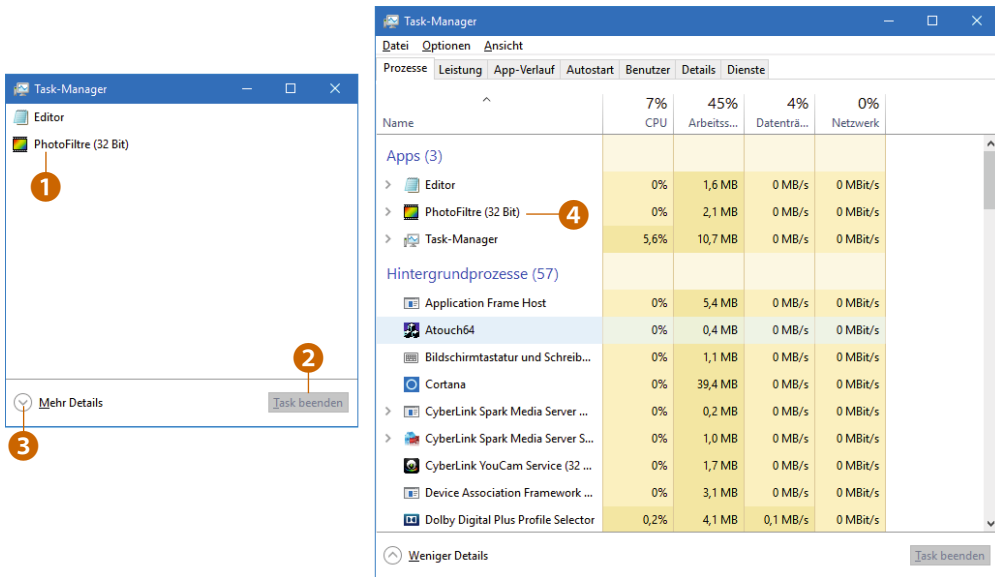 Task-Manager
Editor
PhotoFiltre (32 Bit)
1
2
Mehr Details
Task beenden
3
Task-Manager
Datei Optionen Ansicht
Prozesse Leistung App-Verlauf Autostart Benutzer Details Dienste
7% 45% 4% 0%
Name CPU Arbeitss... Datenträ... Netzwerk
Apps (3)
Editor 0% 1,6 MB 0 MB/s 0 MBit/s
PhotoFiltre (32 Bit) 4 0% 2,1 MB 0 MB/s 0 MBit/s
Task-Manager 5,6% 10,7 MB 0 MB/s 0 MBit/s
Hintergrundprozesse (57)
Application Frame Host 0% 5,4 MB 0 MB/s 0 MBit/s
Atouch64 0% 0,4 MB 0 MB/s 0 MBit/s
Bildschirmtastatur und Schreib... 0% 1,1 MB 0 MB/s 0 MBit/s
Cortana 0% 39,4 MB 0 MB/s 0 MBit/s
CyberLink Spark Media Server ... 0% 0,2 MB 0 MB/s 0 MBit/s
CyberLink Spark Media Server S... 0% 1,0 MB 0 MB/s 0 MBit/s
CyberLink YouCam Service (32 ... 0% 1,7 MB 0 MB/s 0 MBit/s
Device Association Framework ... 0% 3,1 MB 0 MB/s 0 MBit/s
Dolby Digital Plus Profile Selector 0,2% 4,1 MB 0,1 MB/s 0 MBit/s
Weniger Details
Task beenden